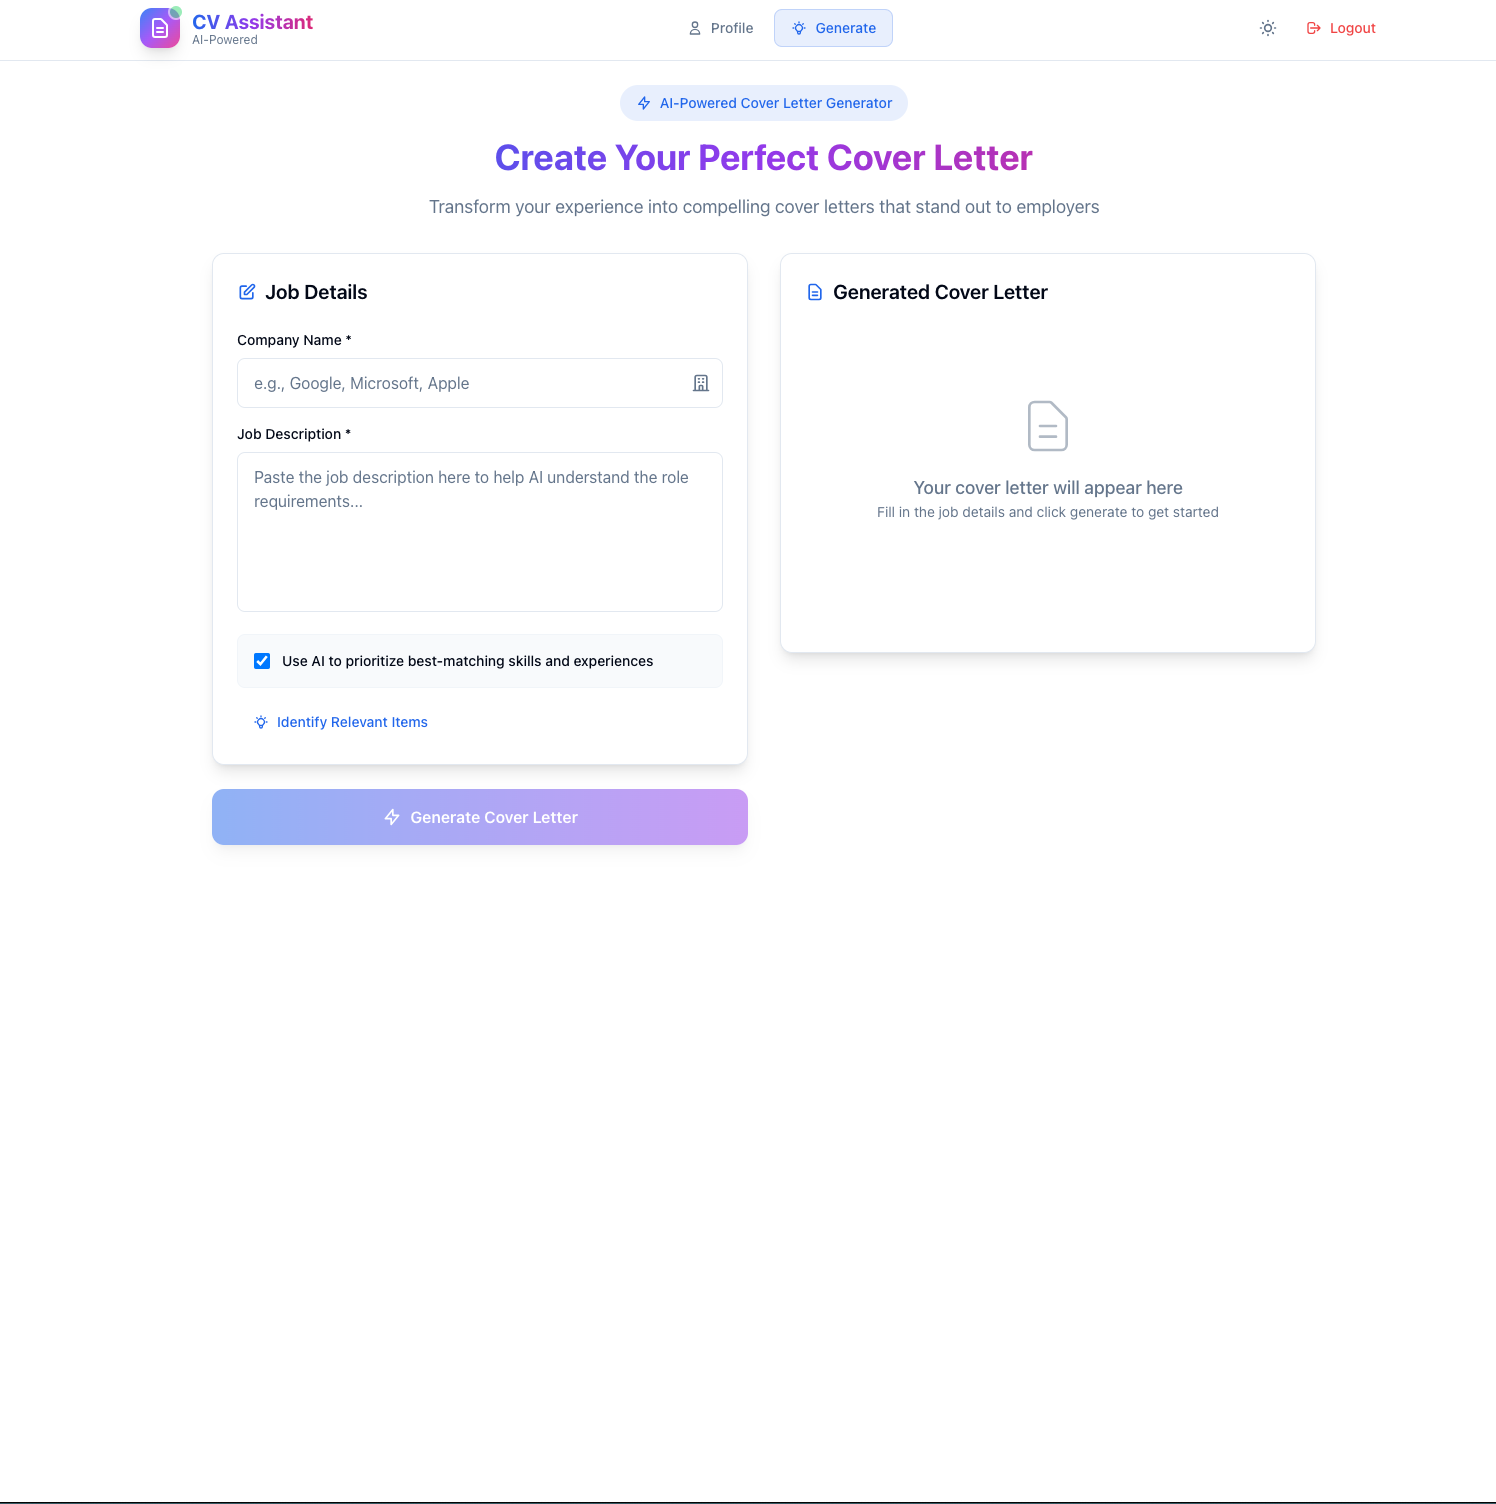 CV Assistant
AI-Powered
Profile
Generate
Logout
AI-Powered Cover Letter Generator
Create Your Perfect Cover Letter
Transform your experience into compelling cover letters that stand out to employers
Job Details
Company Name *
e.g., Google, Microsoft, Apple
Job Description *
Paste the job description here to help AI understand the role
requirements...
Use AI to prioritize best-matching skills and experiences
Identify Relevant Items
Generate Cover Letter
Generated Cover Letter
Your cover letter will appear here
Fill in the job details and click generate to get started